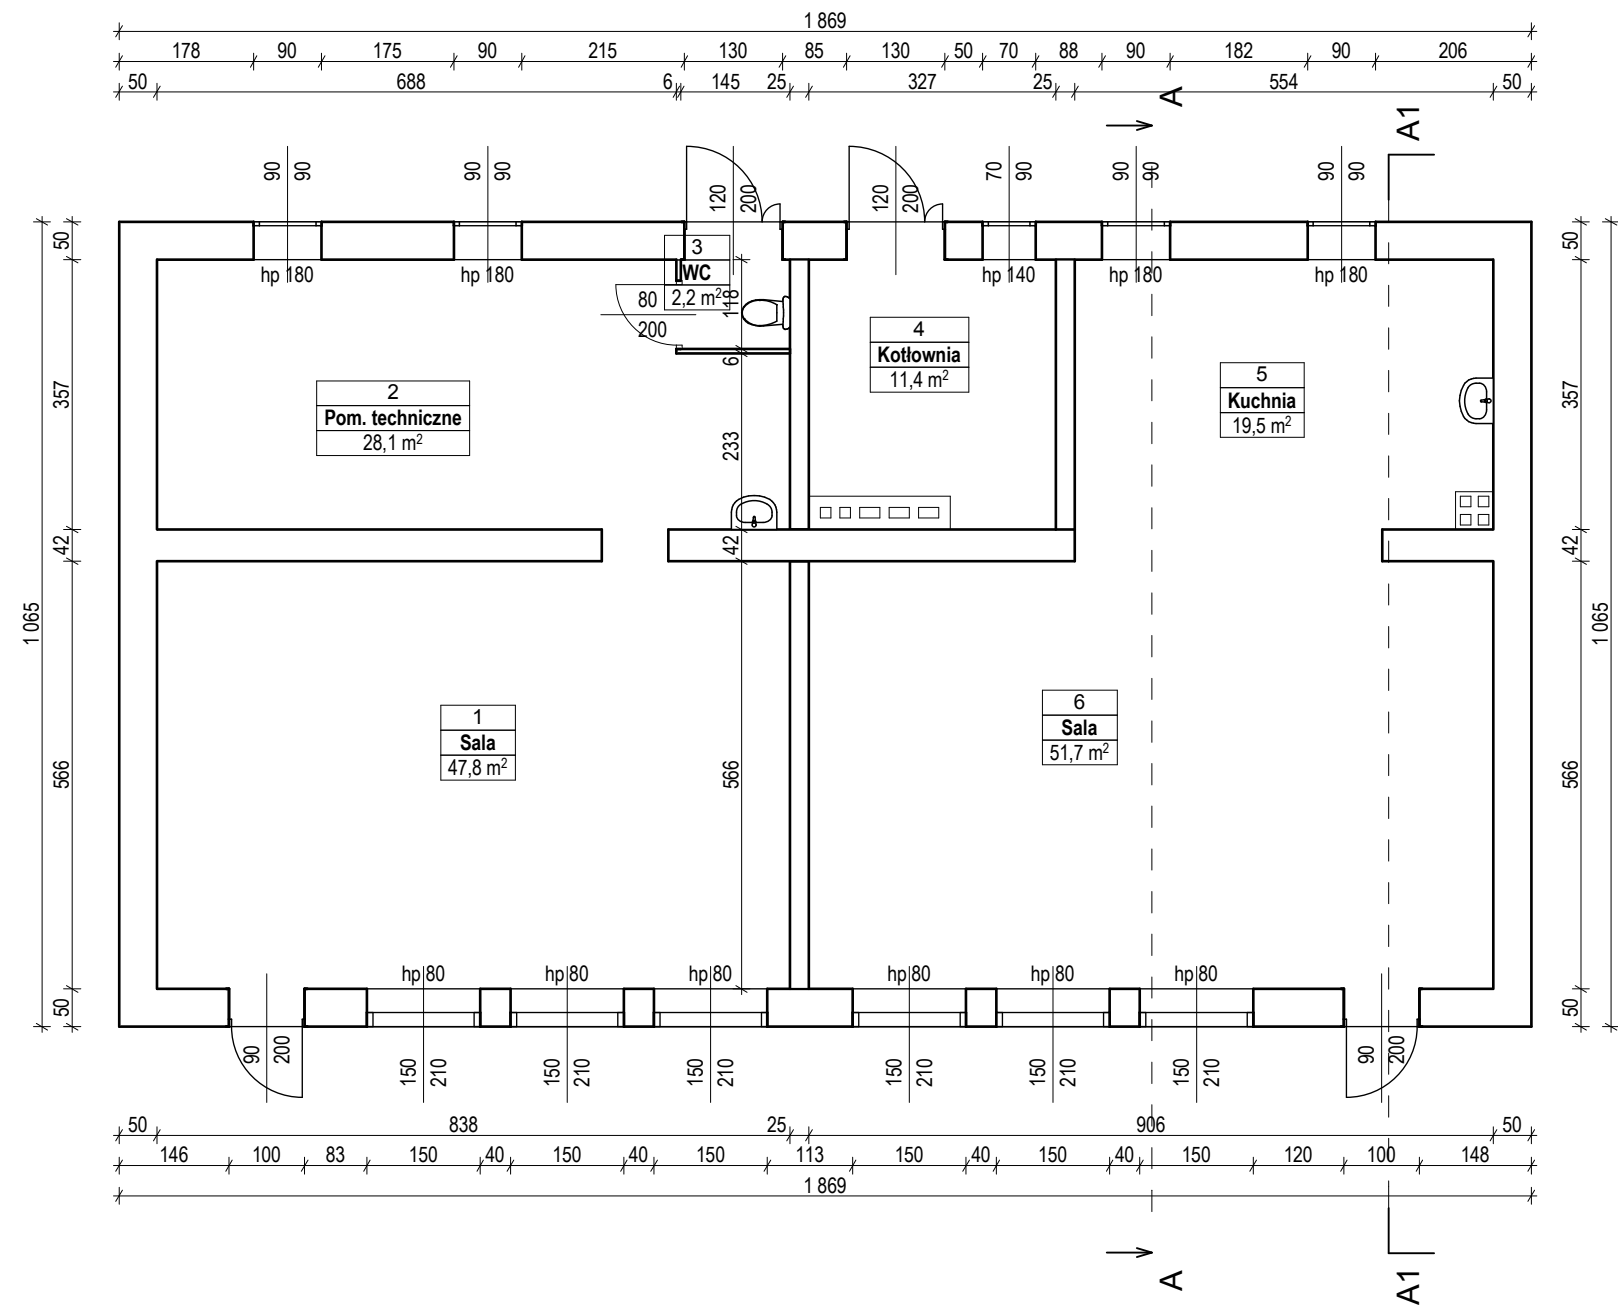 1 869
178 90 175 90 215 130 85 130 50 70 88 90 182 90 206
50 688 6 145 25 327 25 554 50
A
A1
90 90
90 90
120 200
120 200
70 90
90 90
90 90
hp 180
hp 180
hp 140
hp 180
hp 180
50
357
42
566
50
1 065
3
WC
2,2 m²
80
200
118
6
233
42
566
2
Pom. techniczne
28,1 m²
4
Kotłownia
11,4 m²
5
Kuchnia
19,5 m²
1
Sala
47,8 m²
6
Sala
51,7 m²
50
357
42
566
50
1 065
hp 80
hp 80
hp 80
hp 80
hp 80
hp 80
90 200
150 210
150 210
150 210
150 210
150 210
150 210
90 200
50 838 25 906 50
146 100 83 150 40 150 40 150 113 150 40 150 40 150 120 100 148
1 869
A
A1